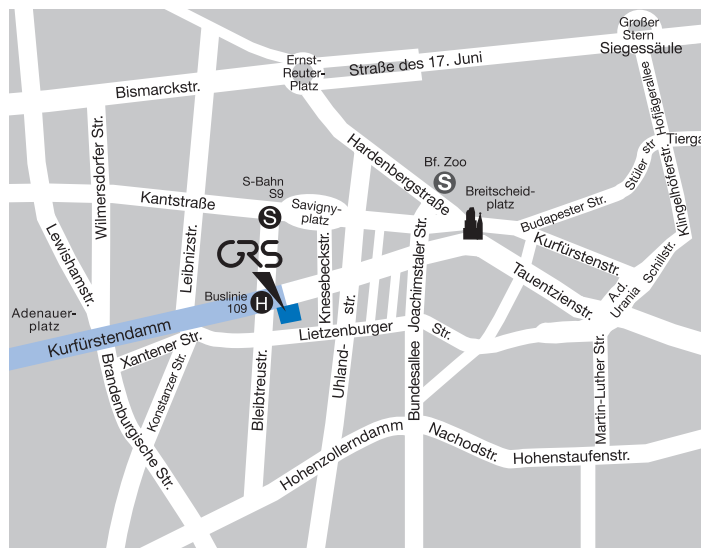 Großer
Stern
Siegessäule
Ernst-
Reuter-
Platz
Straße des 17. Juni
Bismarckstr.
Hofjägerallee
Wilmersdorfer Str.
Hardenbergstraße
Bf. Zoo
S
Tierga
Stüler str.
Klingelhöferstr.
S-Bahn
S9
S
Kantstraße
Savigny-
platz
Breitscheid-
platz
Budapester Str.
Kurfürstenstr.
Lewishamstr.
Leibnizstr.
GRS
Knesebeckstr.
Joachimstaler Str.
Tauentzienstr.
A.d.
Urania
Schillstr.
Adenauer-
platz
Buslinie
109
H
Kurfürstendamm
Xantener Str.
Lietzenburger
Str.
Uhland-
str.
Brandenburgische Str.
Konstanzer Str.
Bleibtreustr.
Bundesallee
Martin-Luther Str.
Hohenzollerndamm
Nachodstr.
Hohenstaufenstr.